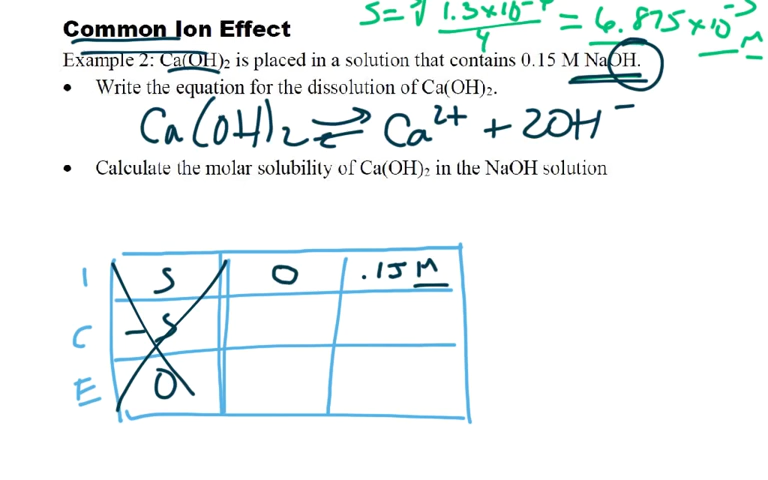 S = ∛ 1.3×10⁻⁶ / 4 = 6.875×10⁻³ M
Common Ion Effect
Example 2: Ca(OH)₂ is placed in a solution that contains 0.15 M NaOH.
• Write the equation for the dissolution of Ca(OH)₂.
Ca(OH)₂ ⇌ Ca²⁺ + 2OH⁻
• Calculate the molar solubility of Ca(OH)₂ in the NaOH solution
I S 0 .15 M
C -S
E 0